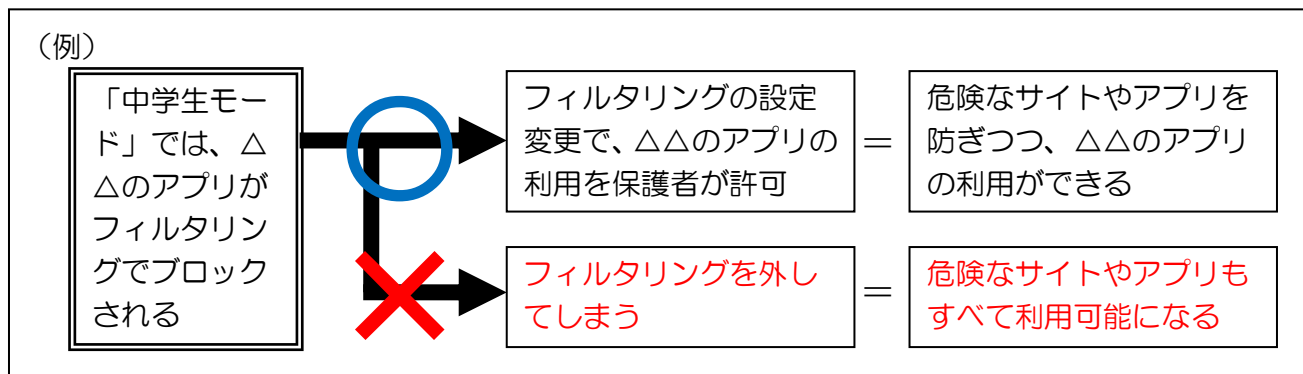 （例）
「中学生モー
ド」では、△
△のアプリが
フィルタリン
グでブロック
される
フィルタリングの設定
変更で、△△のアプリの
利用を保護者が許可
＝
危険なサイトやアプリを
防ぎつつ、△△のアプリ
の利用ができる
フィルタリングを外し
てしまう
＝
危険なサイトやアプリも
すべて利用可能になる